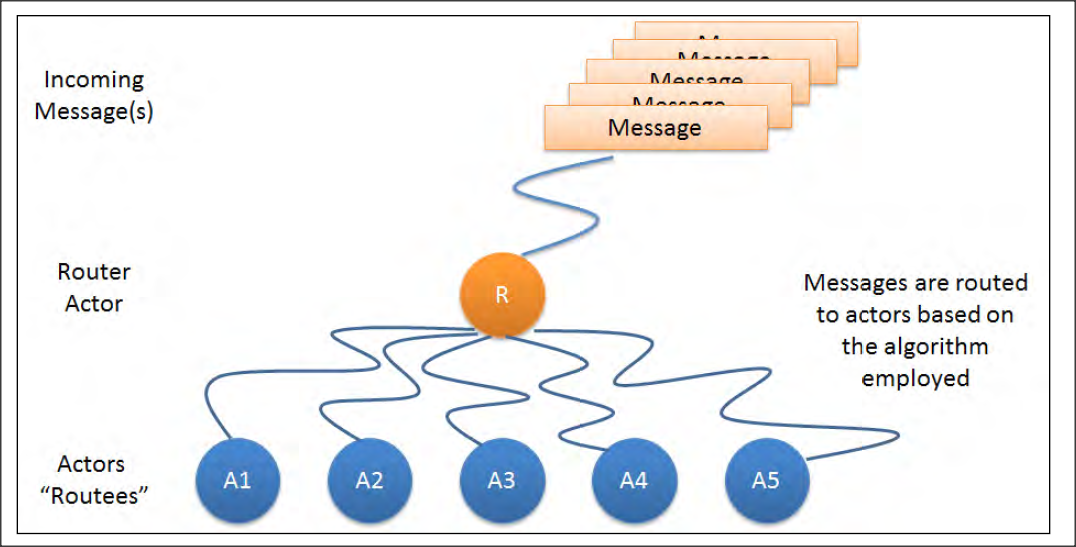 Message
Message
Message
Message
Incoming
Message(s)
Router
Actor
R
Messages are routed
to actors based on
the algorithm
employed
Actors
“Routees”
A1
A2
A3
A4
A5